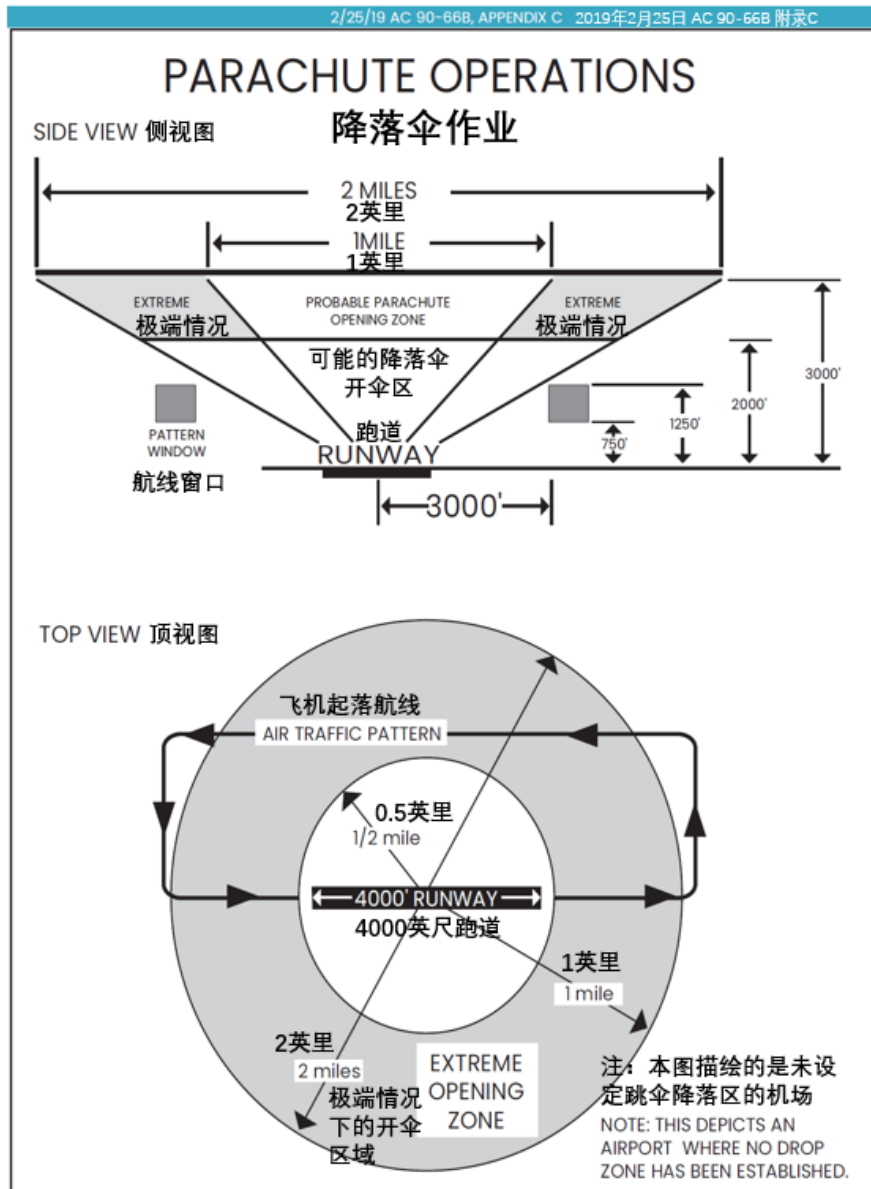 2/25/19 AC 90-66B, APPENDIX C 2019年2月25日 AC 90-66B 附录C
PARACHUTE OPERATIONS
SIDE VIEW 侧视图
降落伞作业
2 MILES
2英里
1MILE
1英里
EXTREME
极端情况
PROBABLE PARACHUTE
OPENING ZONE
EXTREME
极端情况
可能的降落伞
开伞区
3000'
2000'
1250'
750'
PATTERN
WINDOW
航线窗口
跑道
RUNWAY
3000'
TOP VIEW 顶视图
飞机起落航线
AIR TRAFFIC PATTERN
0.5英里
1/2 mile
4000' RUNWAY
4000英尺跑道
1英里
1 mile
2英里
2 miles
极端情况
下的开伞
区域
EXTREME
OPENING
ZONE
注：本图描绘的是未设
定跳伞降落区的机场
NOTE: THIS DEPICTS AN
AIRPORT WHERE NO DROP
ZONE HAS BEEN ESTABLISHED.